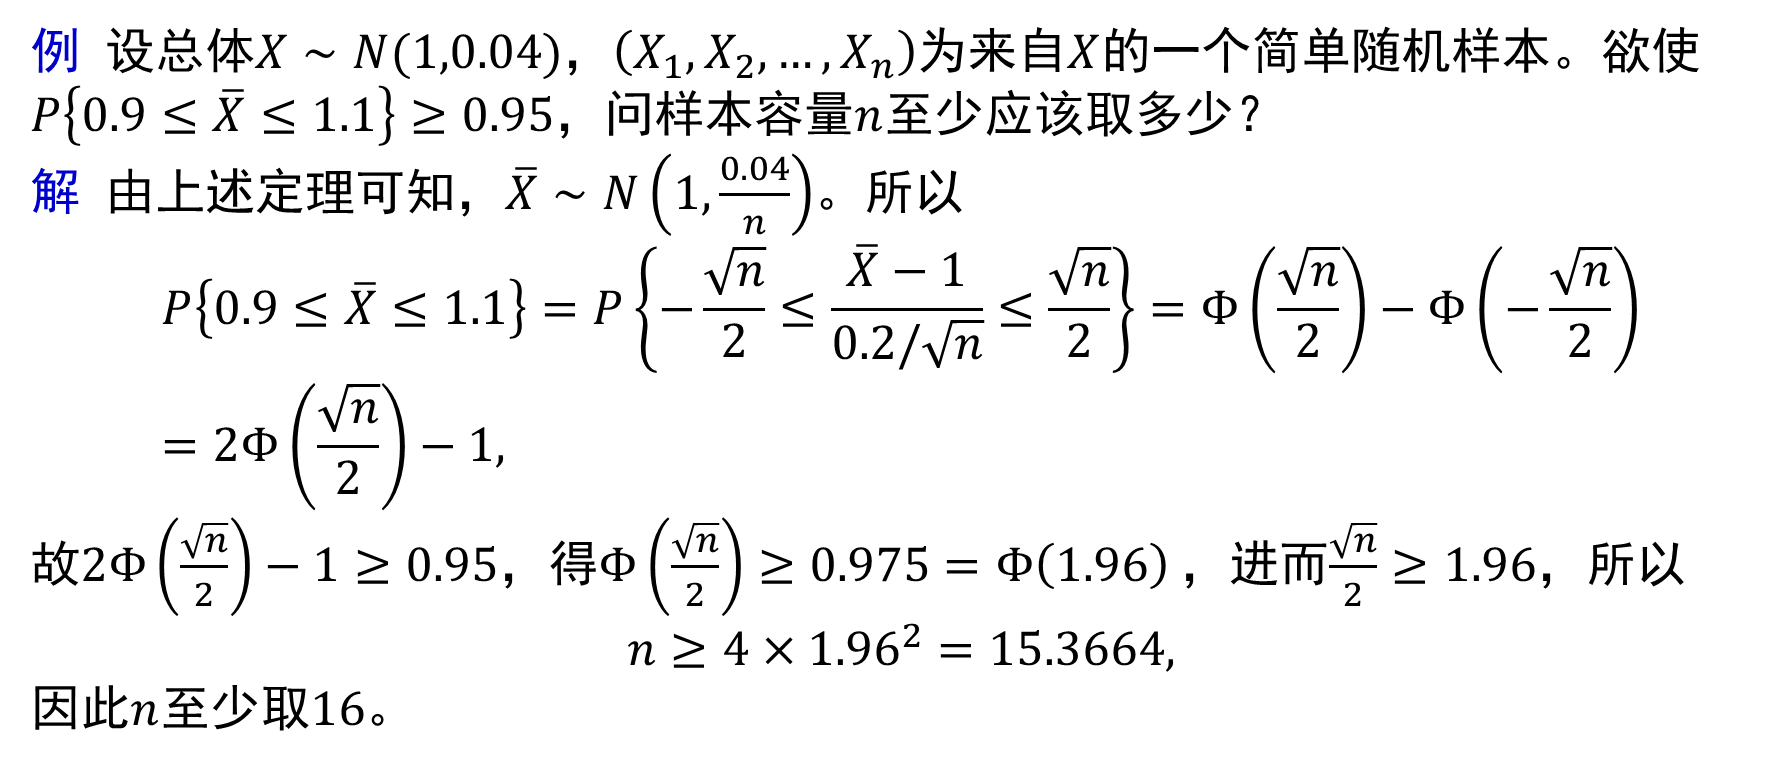 例 设总体X ~ N(1,0.04)，(X₁, X₂, … , Xₙ)为来自X的一个简单随机样本。欲使
P{0.9 ≤ X̄ ≤ 1.1} ≥ 0.95，问样本容量n至少应该取多少？
解 由上述定理可知，X̄ ~ N(1, 0.04/n)。所以
P{0.9 ≤ X̄ ≤ 1.1} = P{−√n/2 ≤ (X̄ − 1)/(0.2/√n) ≤ √n/2} = Φ(√n/2) − Φ(−√n/2)
= 2Φ(√n/2) − 1,
故2Φ(√n/2) − 1 ≥ 0.95，得Φ(√n/2) ≥ 0.975 = Φ(1.96)，进而√n/2 ≥ 1.96，所以
n ≥ 4 × 1.96² = 15.3664,
因此n至少取16。